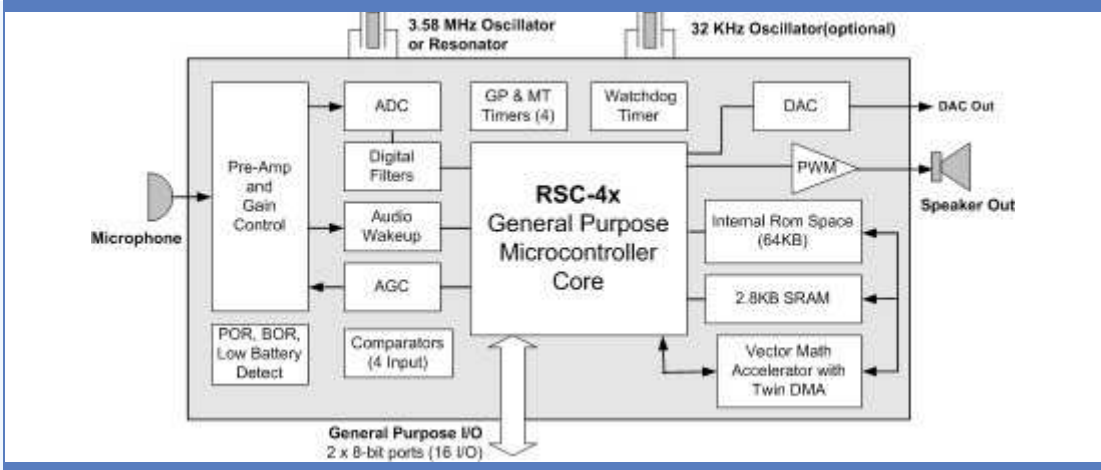 3.58 MHz Oscillator
or Resonator
32 KHz Oscillator(optional)
ADC
GP & MT
Timers (4)
Watchdog
Timer
DAC
DAC Out
Pre-Amp
and
Gain
Control
Digital
Filters
RSC-4x
General Purpose
Microcontroller
Core
PWM
Speaker Out
Microphone
Audio
Wakeup
Internal Rom Space
(64KB)
AGC
2.8KB SRAM
POR, BOR,
Low Battery
Detect
Comparators
(4 Input)
Vector Math
Accelerator with
Twin DMA
General Purpose I/O
2 x 8-bit ports (16 I/O)